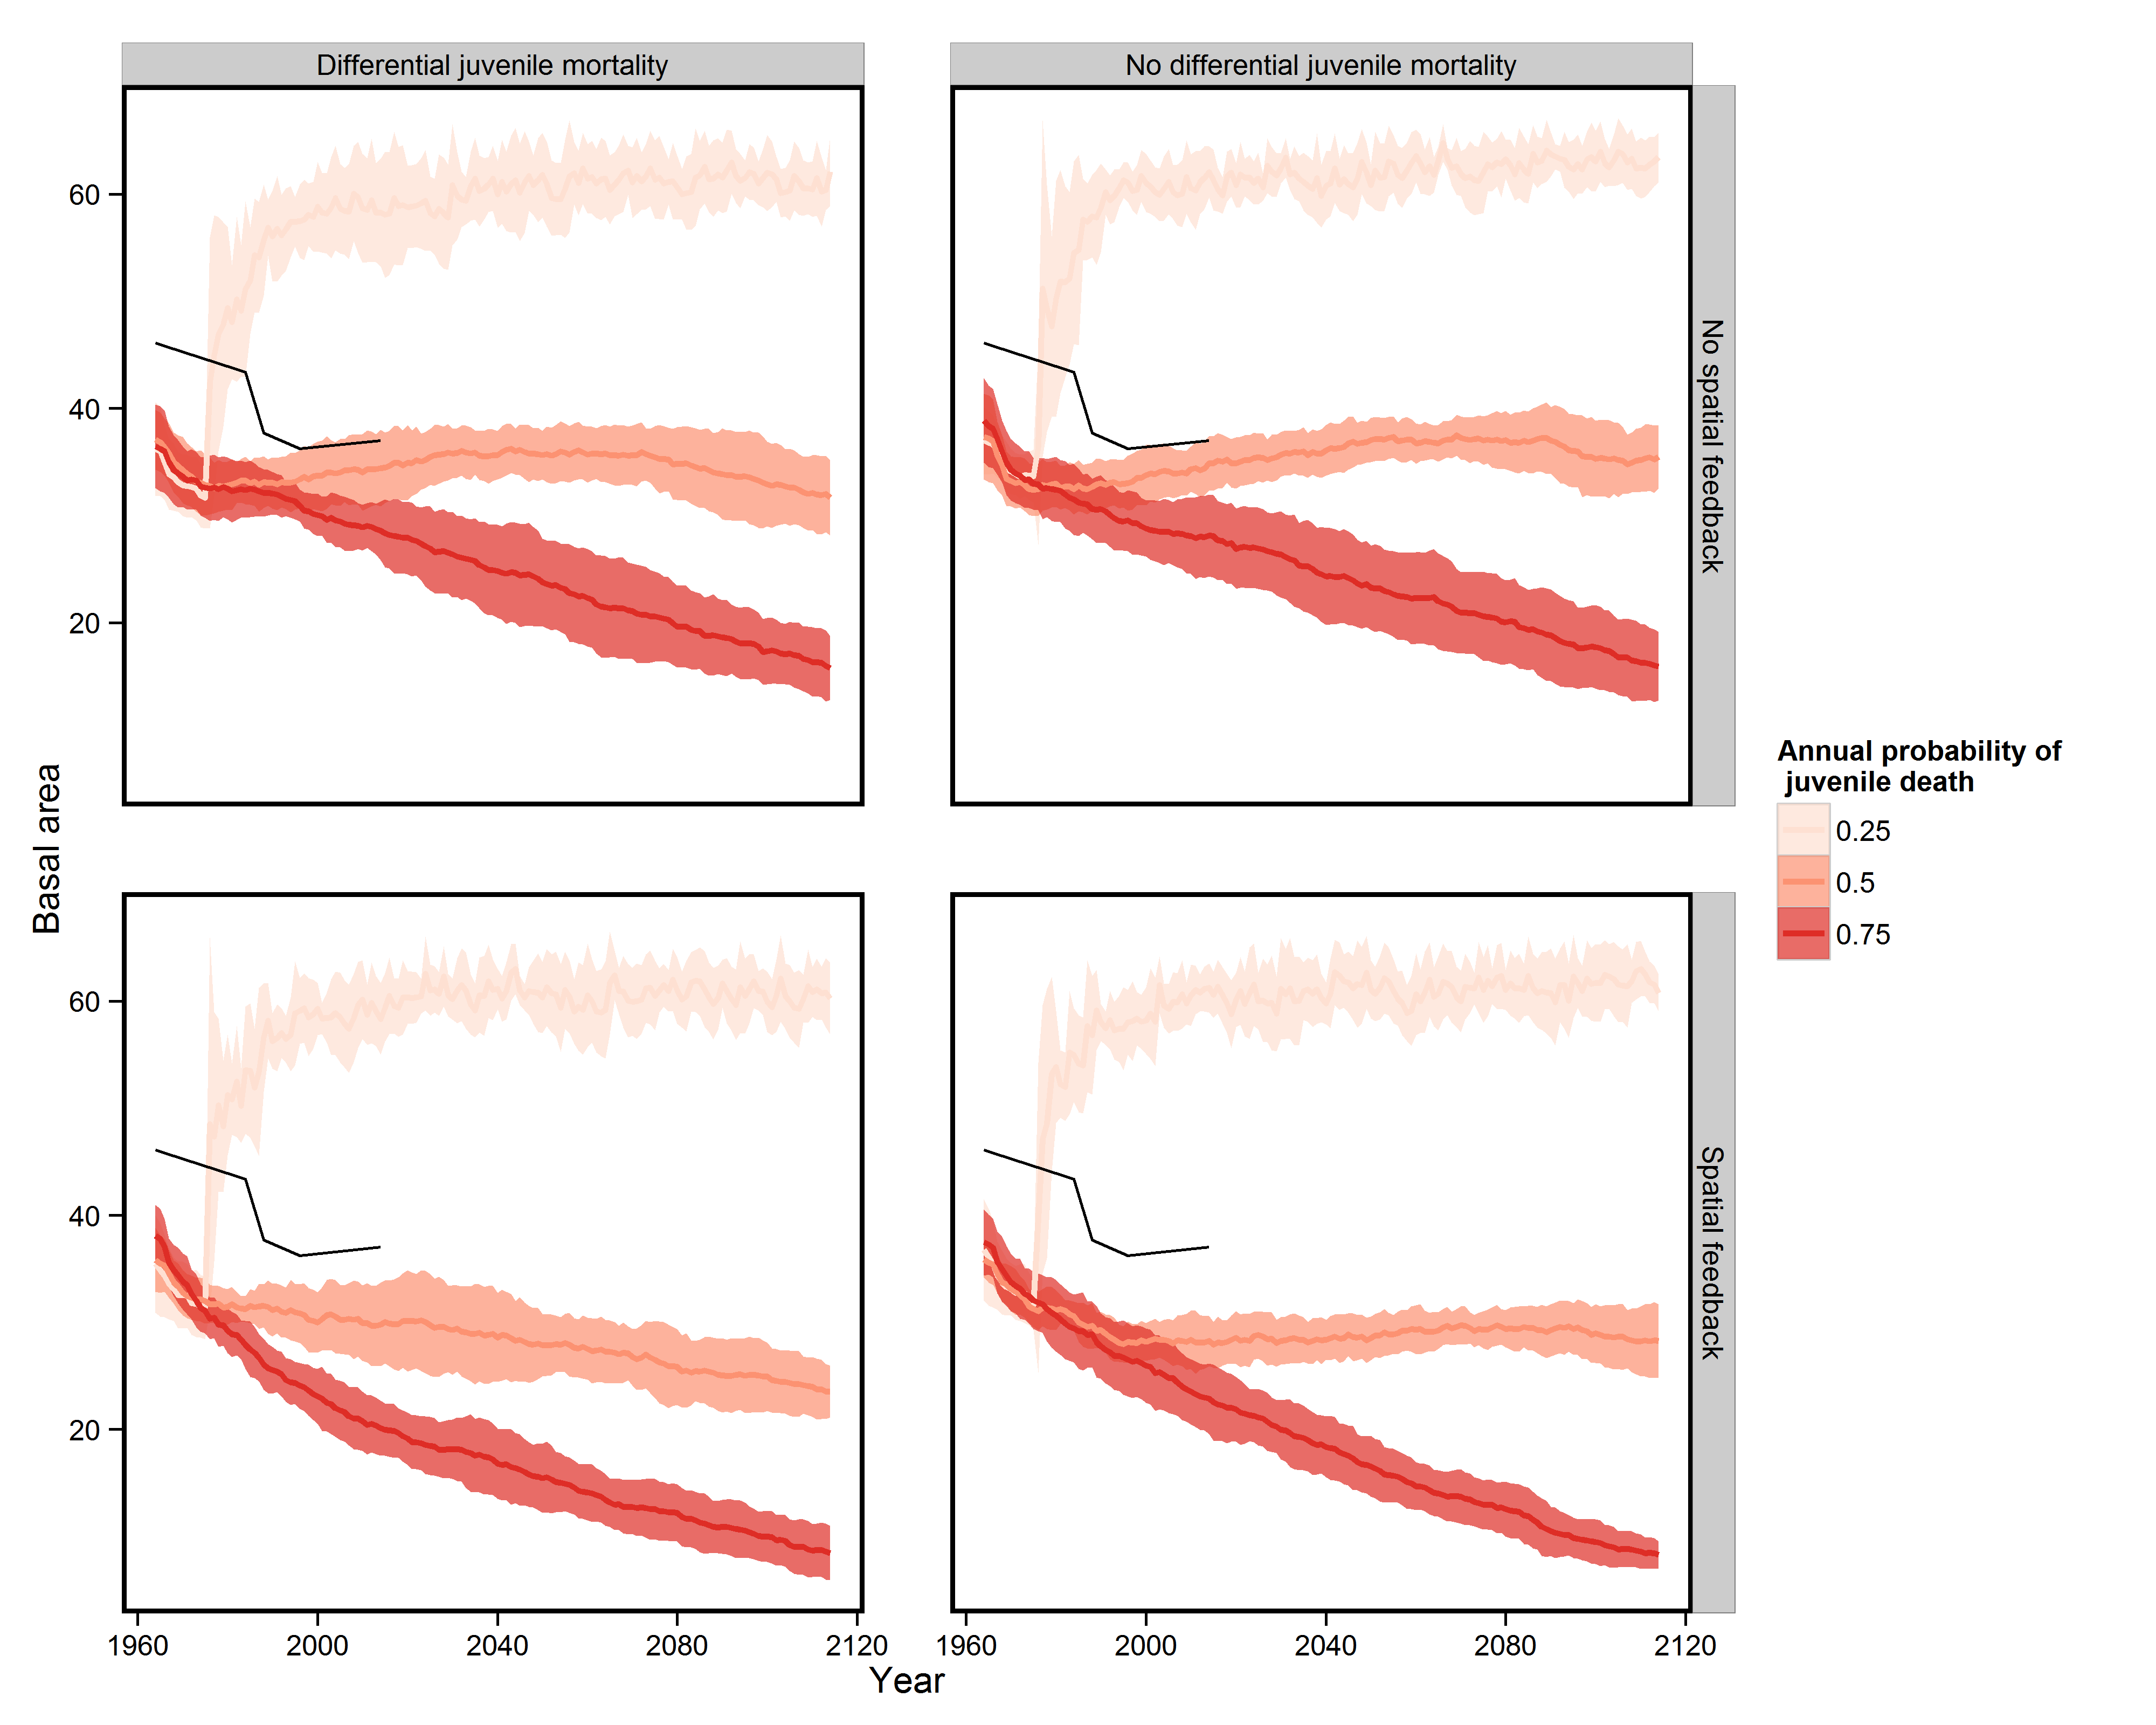 Differential juvenile mortality
No differential juvenile mortality
60
40
20
No spatial feedback
Basal area
Annual probability of
juvenile death
0.25
0.5
0.75
60
40
20
Spatial feedback
1960
2000
2040
2080
2120
1960
2000
2040
2080
2120
Year